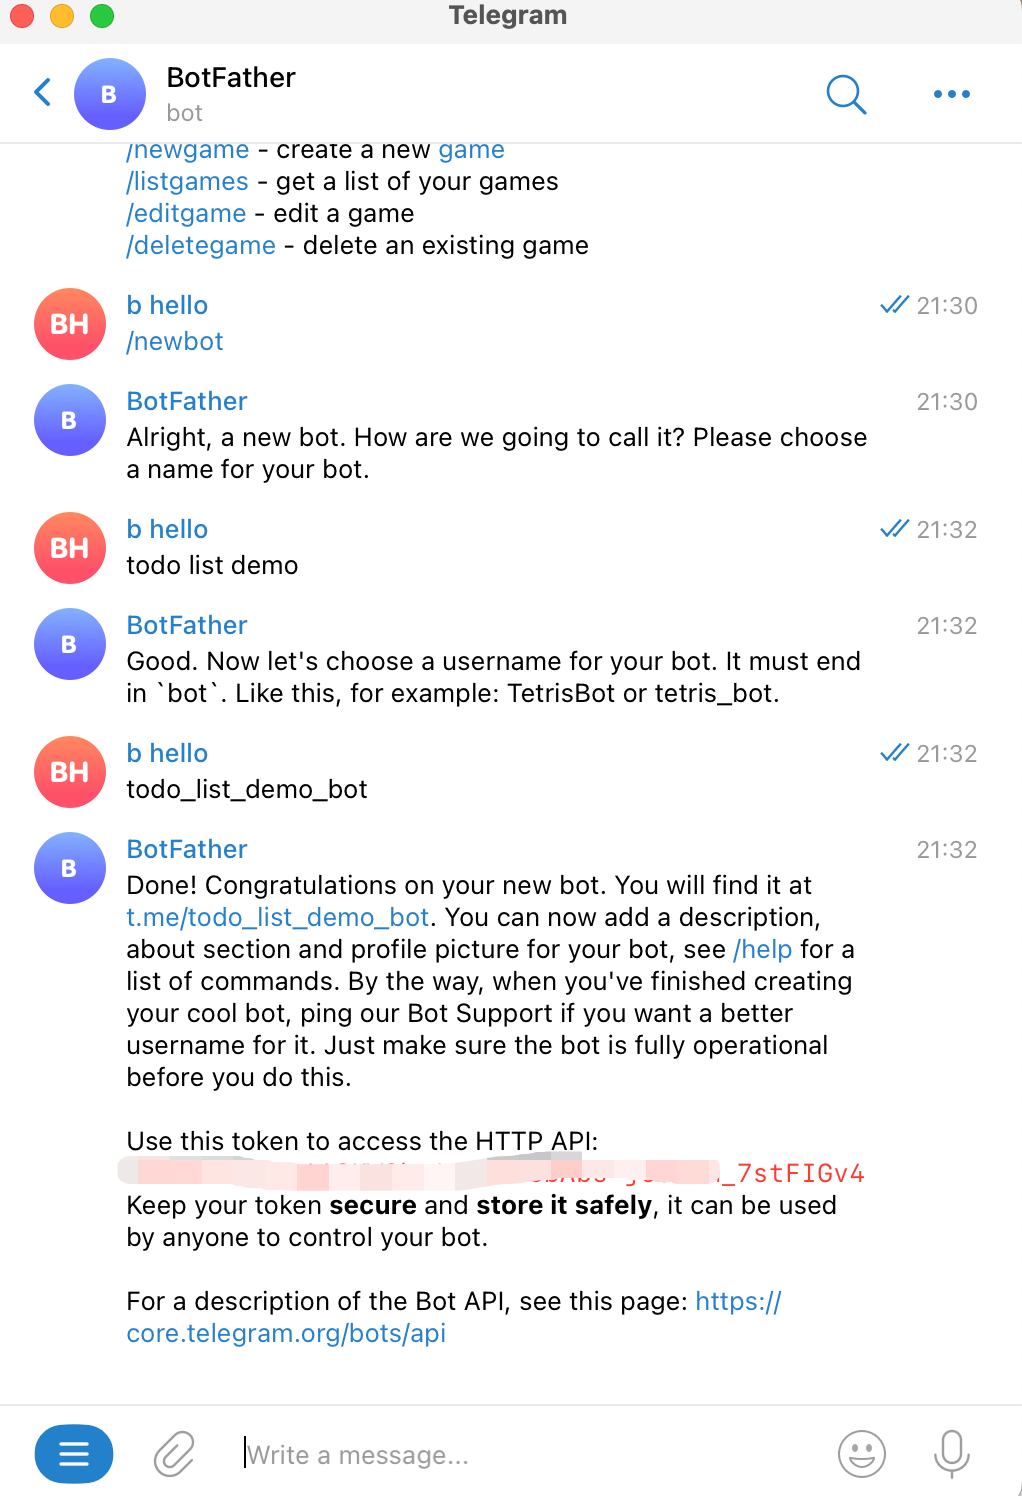 Telegram
B
BotFather
bot
/newgame - create a new game
/listgames - get a list of your games
/editgame - edit a game
/deletegame - delete an existing game
BH
b hello
21:30
/newbot
B
BotFather
21:30
Alright, a new bot. How are we going to call it? Please choose
a name for your bot.
BH
b hello
21:32
todo list demo
B
BotFather
21:32
Good. Now let's choose a username for your bot. It must end
in `bot`. Like this, for example: TetrisBot or tetris_bot.
BH
b hello
21:32
todo_list_demo_bot
B
BotFather
21:32
Done! Congratulations on your new bot. You will find it at
t.me/todo_list_demo_bot. You can now add a description,
about section and profile picture for your bot, see /help for a
list of commands. By the way, when you've finished creating
your cool bot, ping our Bot Support if you want a better
username for it. Just make sure the bot is fully operational
before you do this.
Use this token to access the HTTP API:
_7stFIGv4
Keep your token secure and store it safely, it can be used
by anyone to control your bot.
For a description of the Bot API, see this page: https://
core.telegram.org/bots/api
Write a message...